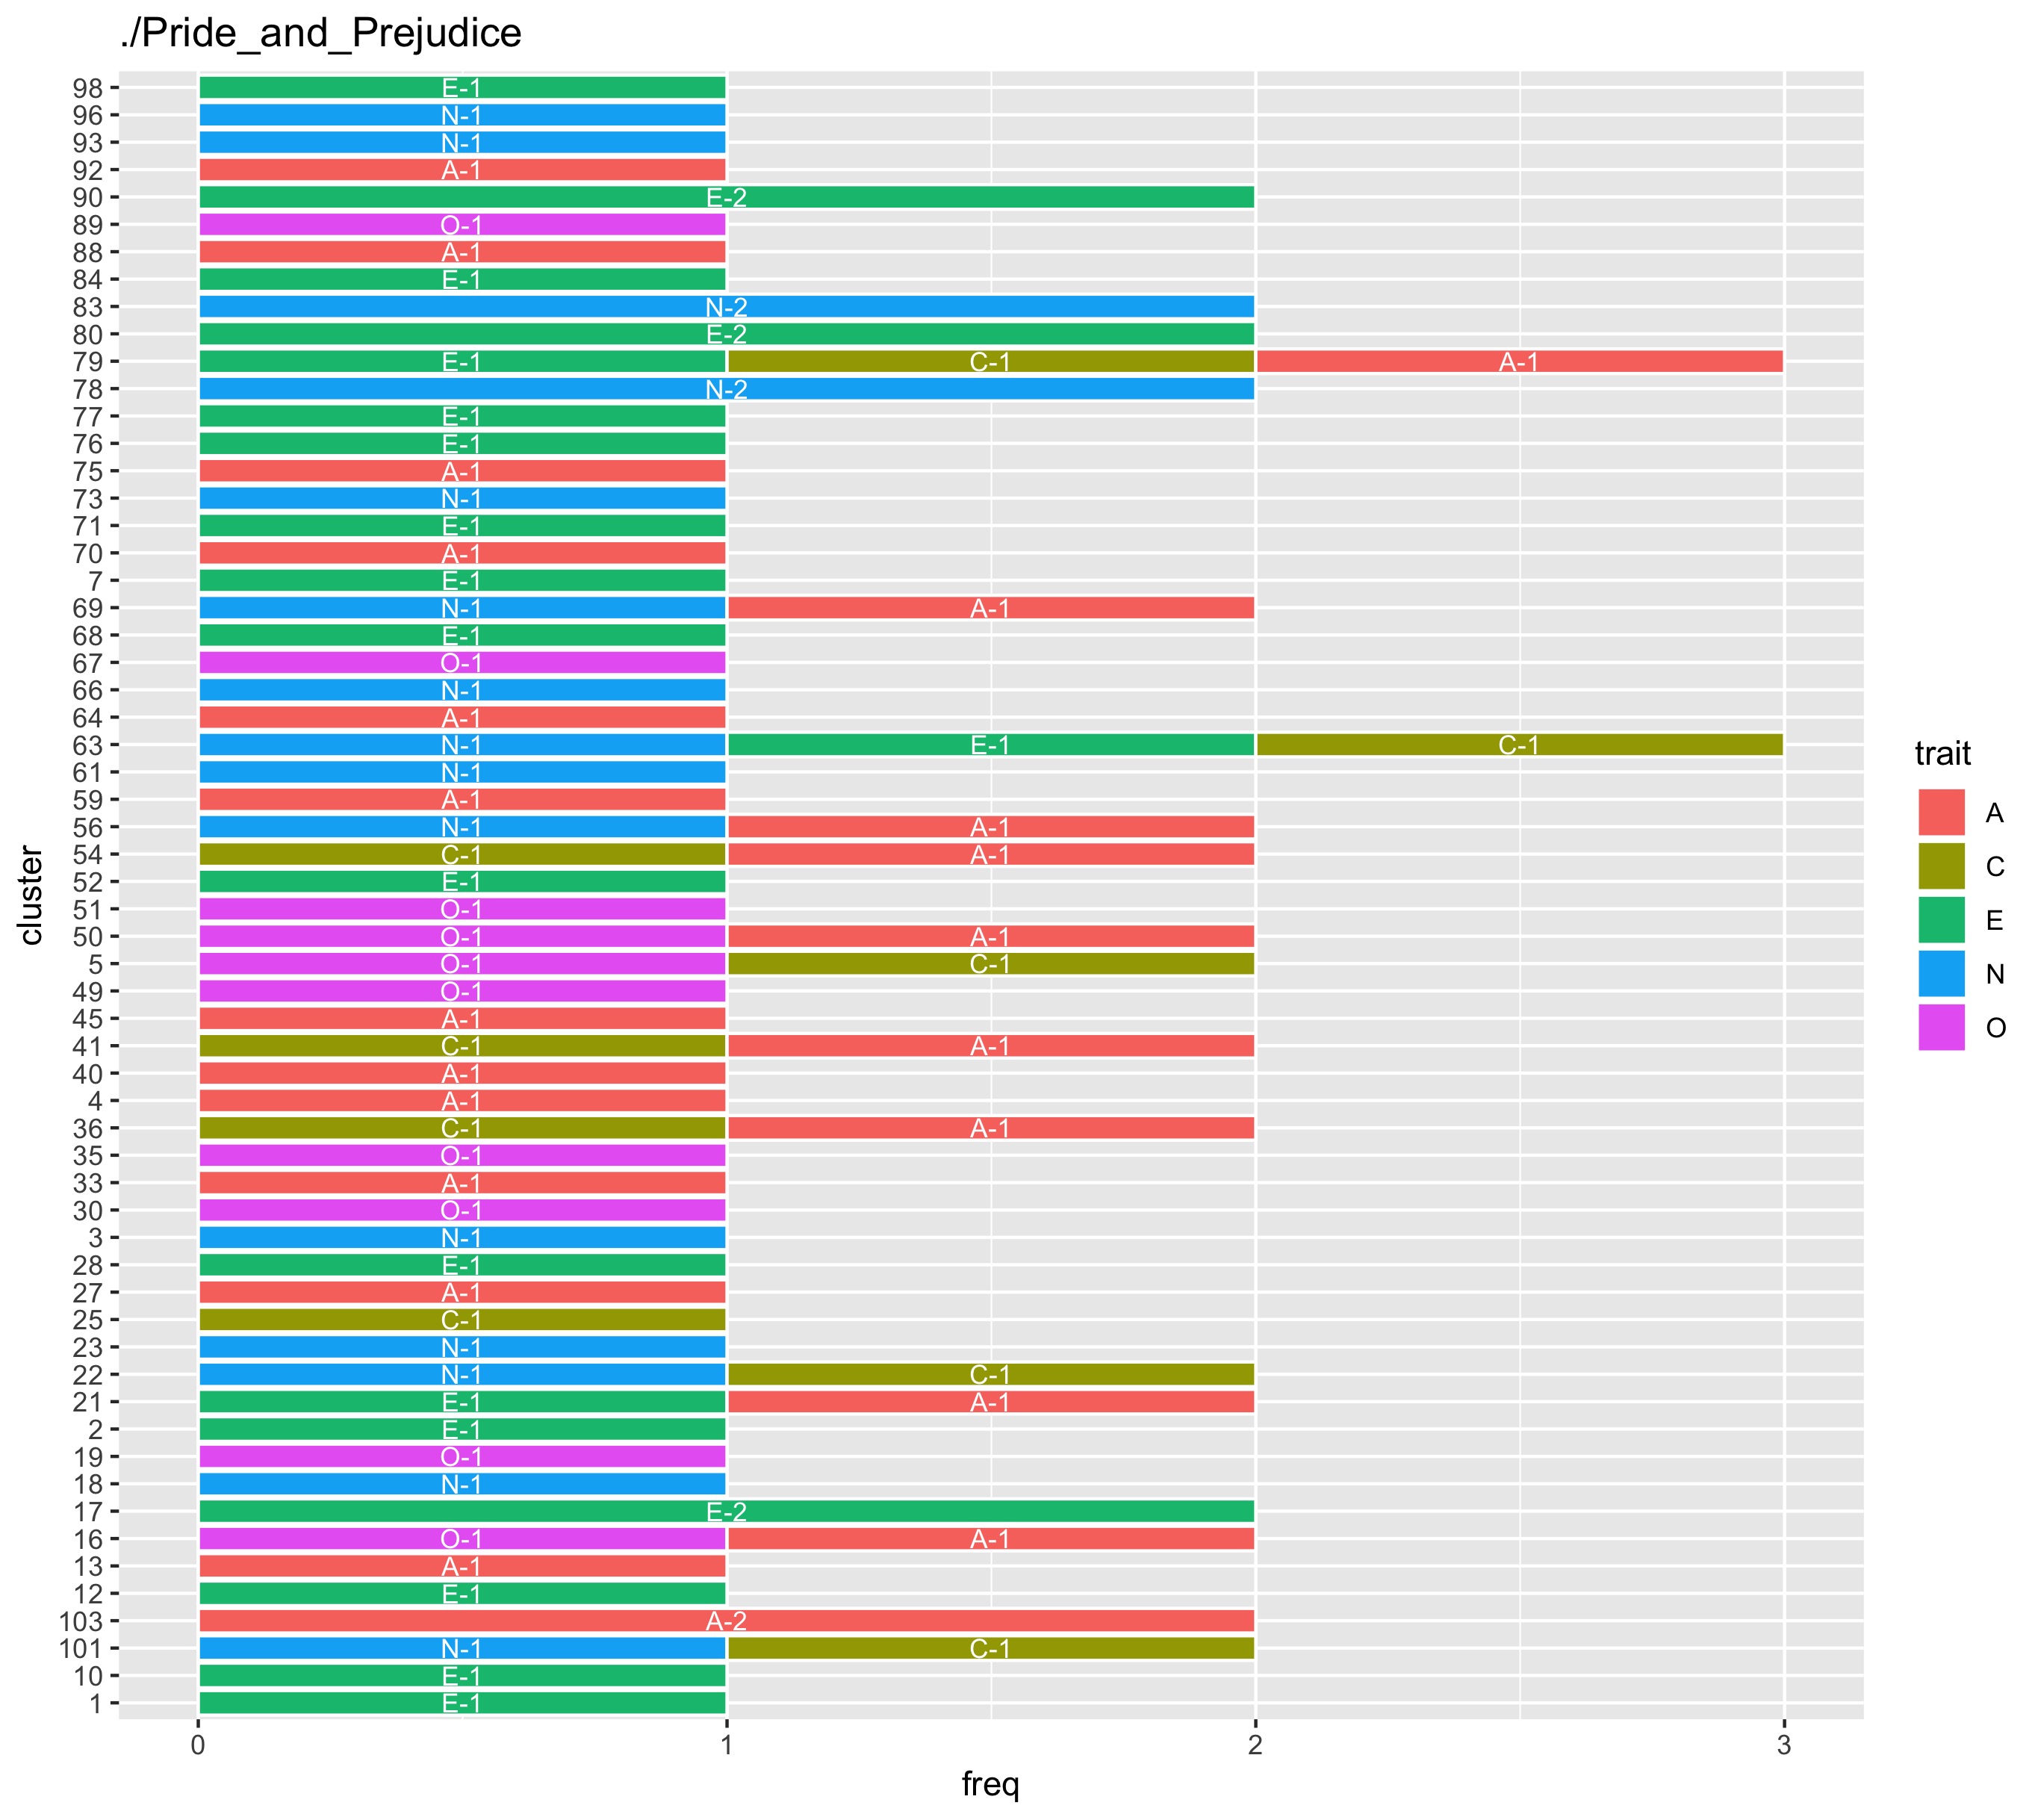 ./Pride_and_Prejudice
98 E-1
96 N-1
93 N-1
92 A-1
90 E-2
89 O-1
88 A-1
84 E-1
83 N-2
80 E-2
79 E-1 C-1 A-1
78 N-2
77 E-1
76 E-1
75 A-1
73 N-1
71 E-1
70 A-1
7 E-1
69 N-1 A-1
68 E-1
67 O-1
66 N-1
64 A-1
63 N-1 E-1 C-1
61 N-1
59 A-1
56 N-1 A-1
54 C-1 A-1
52 E-1
51 O-1
50 O-1 A-1
5 O-1 C-1
49 O-1
45 A-1
41 C-1 A-1
40 A-1
4 A-1
36 C-1 A-1
35 O-1
33 A-1
30 O-1
3 N-1
28 E-1
27 A-1
25 C-1
23 N-1
22 N-1 C-1
21 E-1 A-1
2 E-1
19 O-1
18 N-1
17 E-2
16 O-1 A-1
13 A-1
12 E-1
103 A-2
101 N-1 C-1
10 E-1
1 E-1
0 1 2 3
freq
cluster
trait
A
C
E
N
O